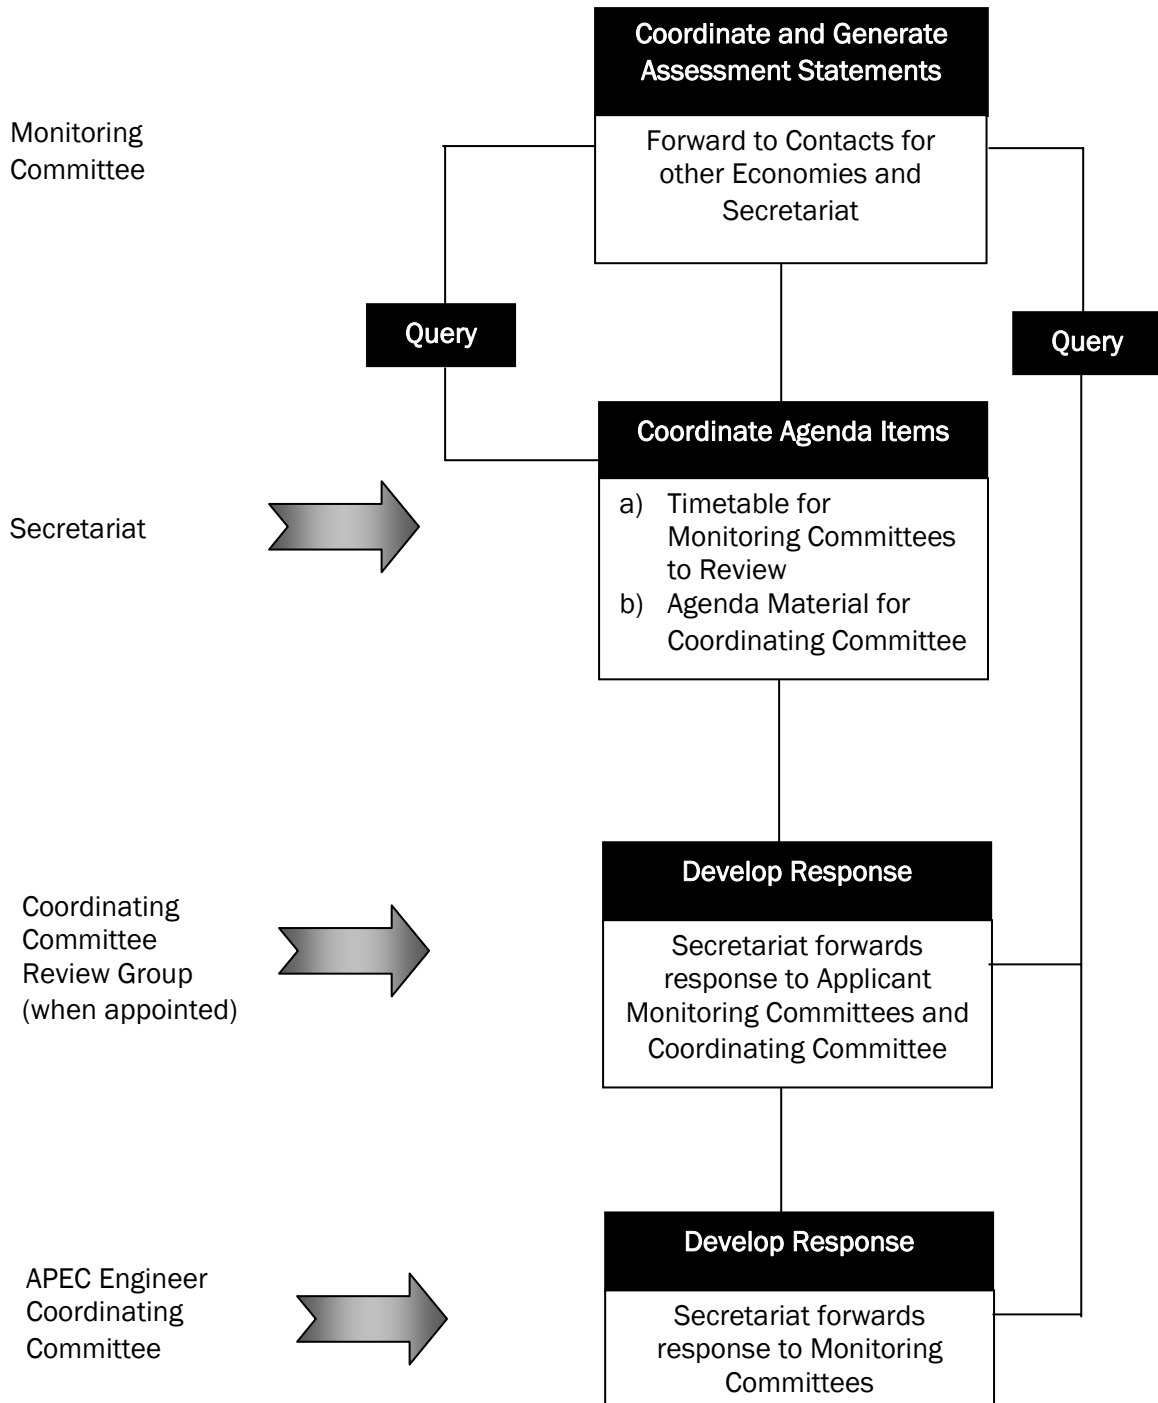 Coordinate and Generate
Assessment Statements
Monitoring
Committee
Forward to Contacts for
other Economies and
Secretariat
Query
Query
Coordinate Agenda Items
Secretariat
a) Timetable for
Monitoring Committees
to Review
b) Agenda Material for
Coordinating Committee
Develop Response
Coordinating
Committee
Review Group
(when appointed)
Secretariat forwards
response to Applicant
Monitoring Committees and
Coordinating Committee
Develop Response
APEC Engineer
Coordinating
Committee
Secretariat forwards
response to Monitoring
Committees